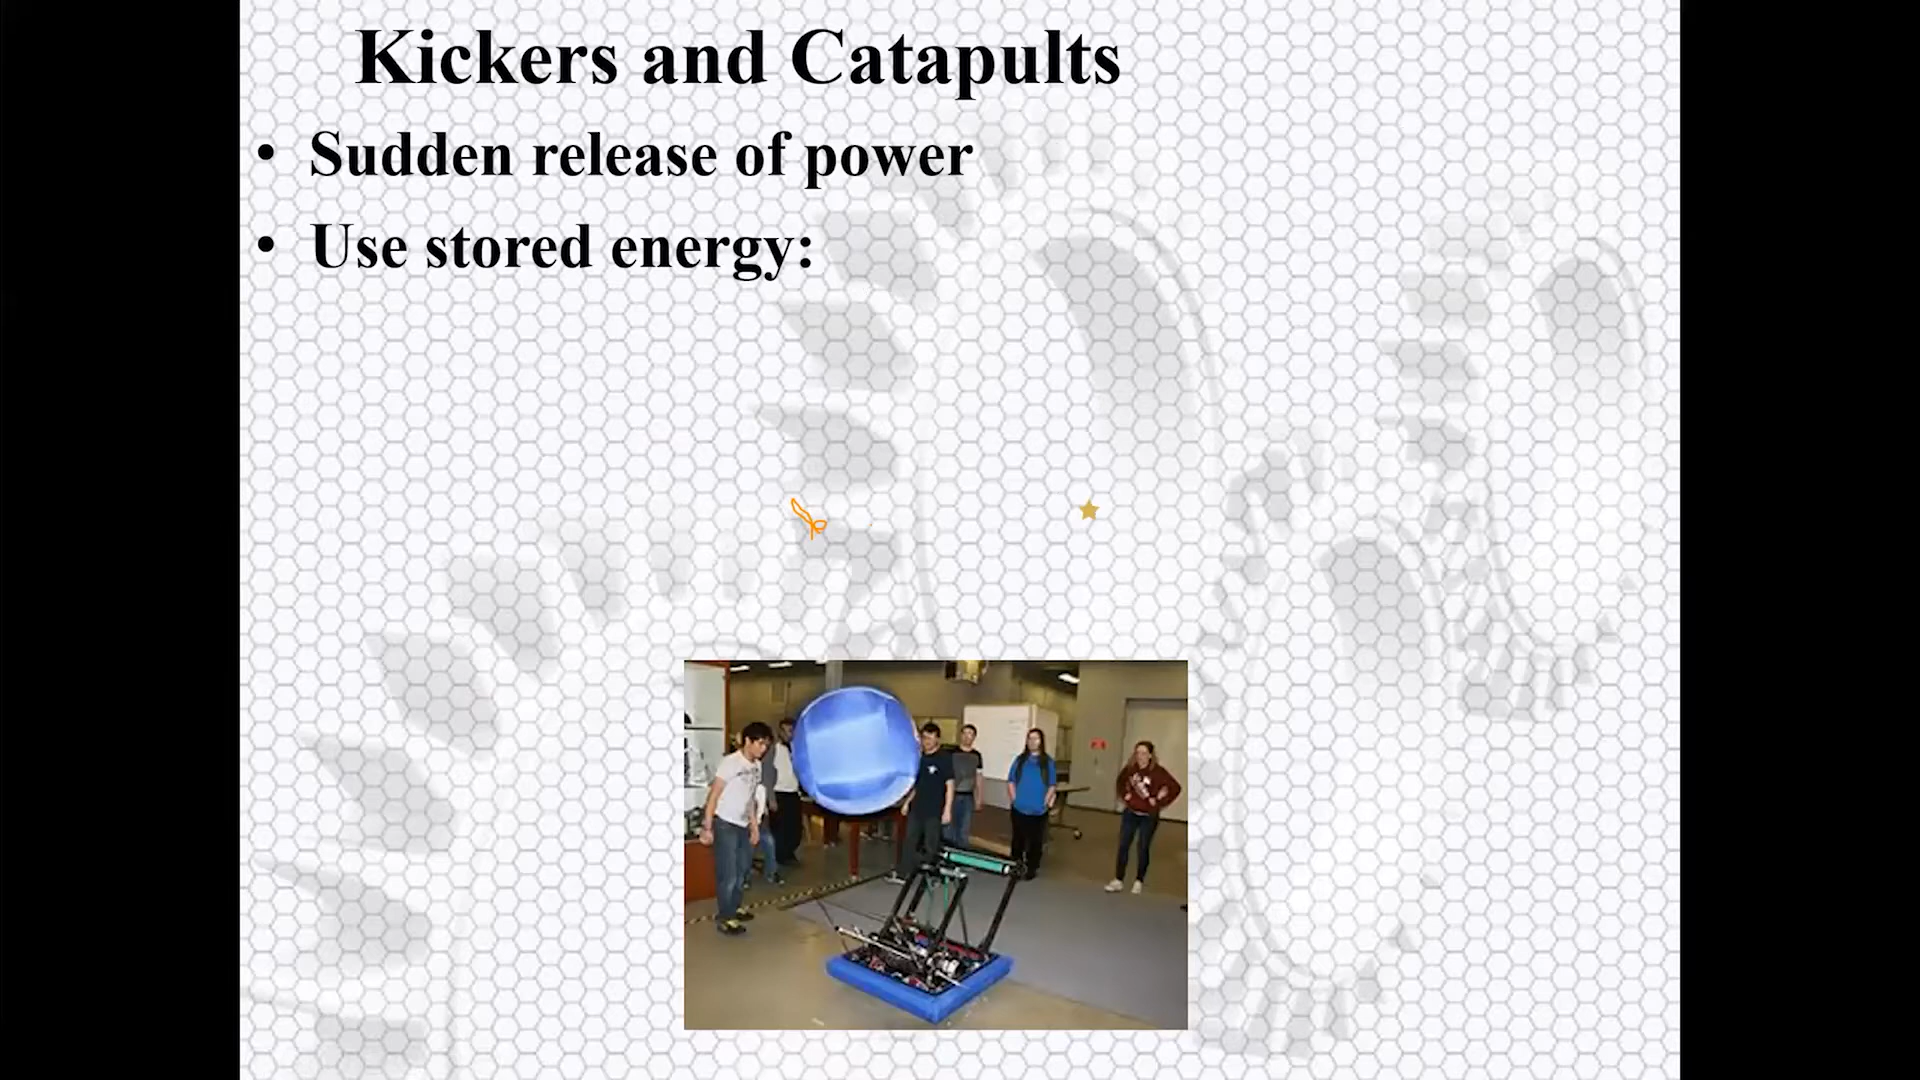 Kickers and Catapults
• Sudden release of power
• Use stored energy: